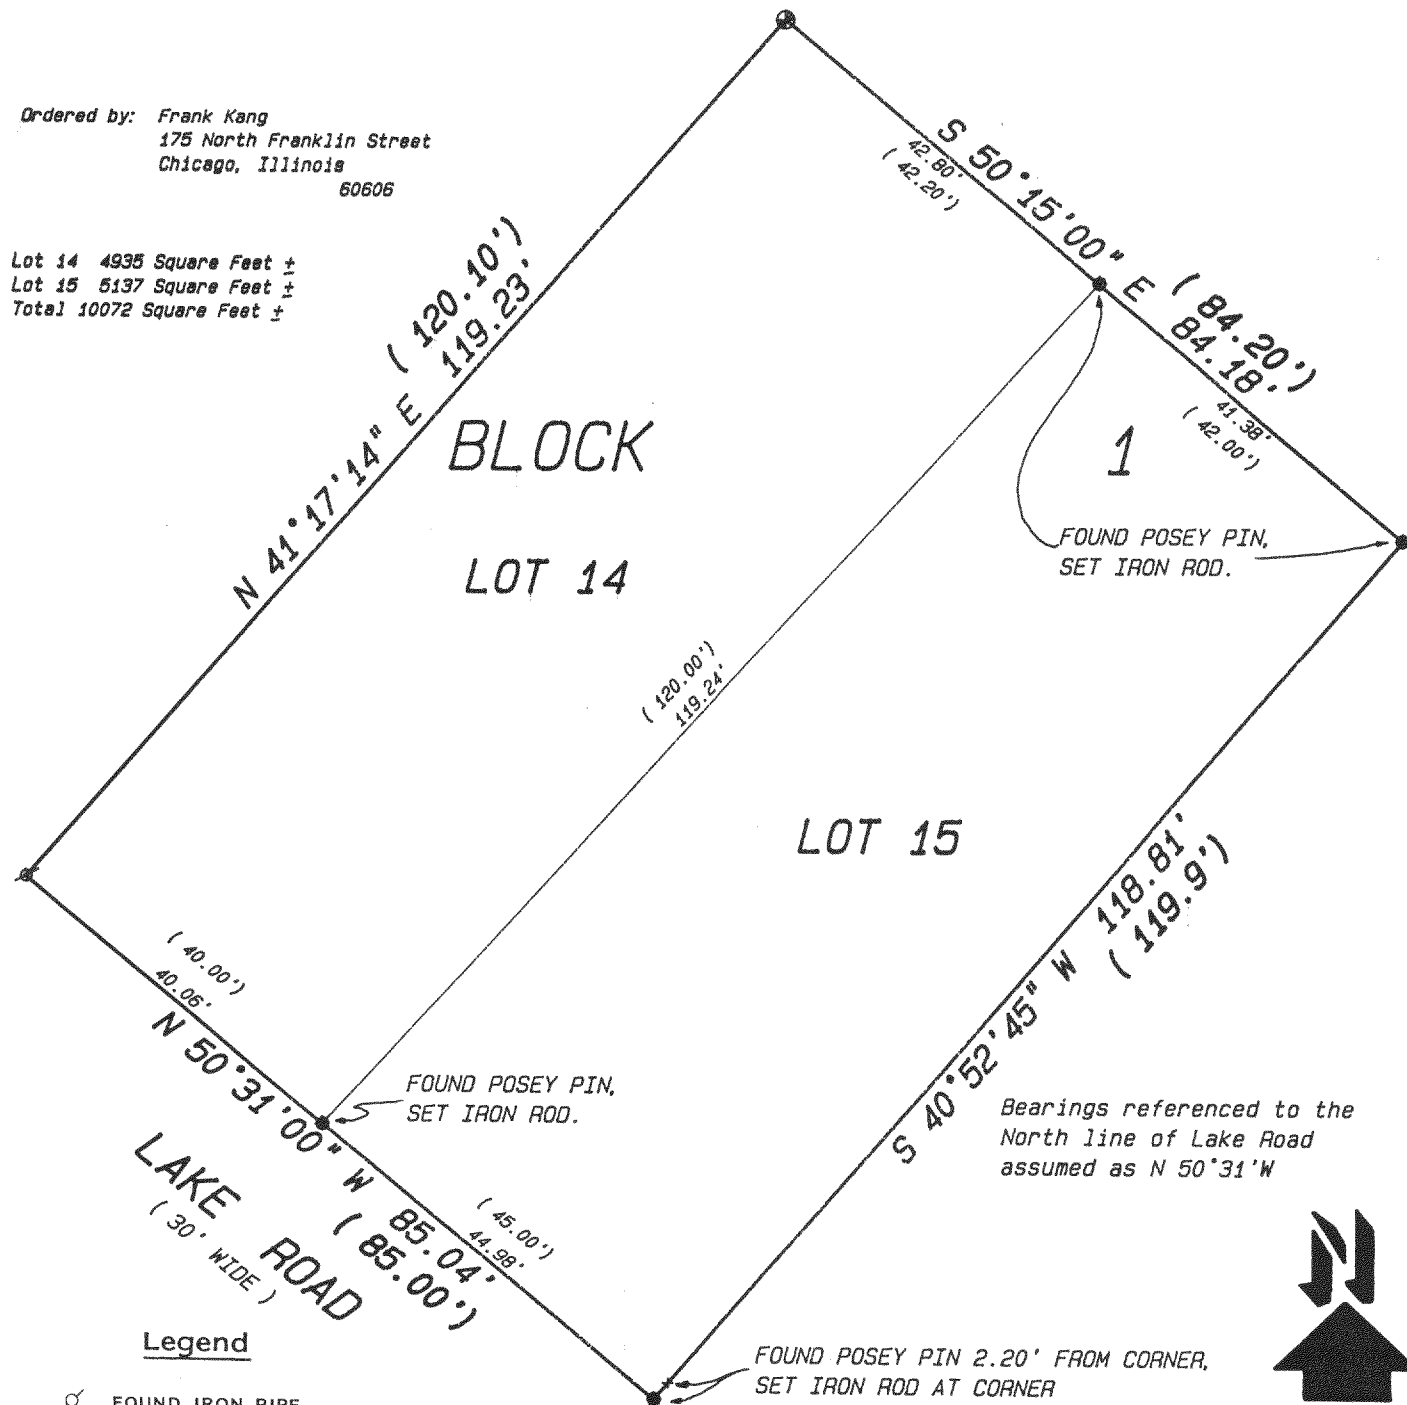 Ordered by: Frank Kang
175 North Franklin Street
Chicago, Illinois
60606
Lot 14 4935 Square Feet ±
Lot 15 5137 Square Feet ±
Total 10072 Square Feet ±
S 50°15'00" E
42.80'
( 42.20')
( 84.20')
84.18'
41.38'
( 42.00')
( 120.10')
N 41°17'14" E 119.23'
BLOCK
1
LOT 14
FOUND POSEY PIN,
SET IRON ROD.
( 120.00')
119.24'
LOT 15
S 40°52'45" W 118.81'
( 119.9')
( 40.00')
40.06'
N 50°31'00" W 85.04'
( 85.00')
( 45.00')
44.98'
FOUND POSEY PIN,
SET IRON ROD.
LAKE ROAD
( 30' WIDE )
Bearings referenced to the
North line of Lake Road
assumed as N 50°31'W
N
Legend
FOUND IRON PIPE
FOUND POSEY PIN 2.20' FROM CORNER,
SET IRON ROD AT CORNER